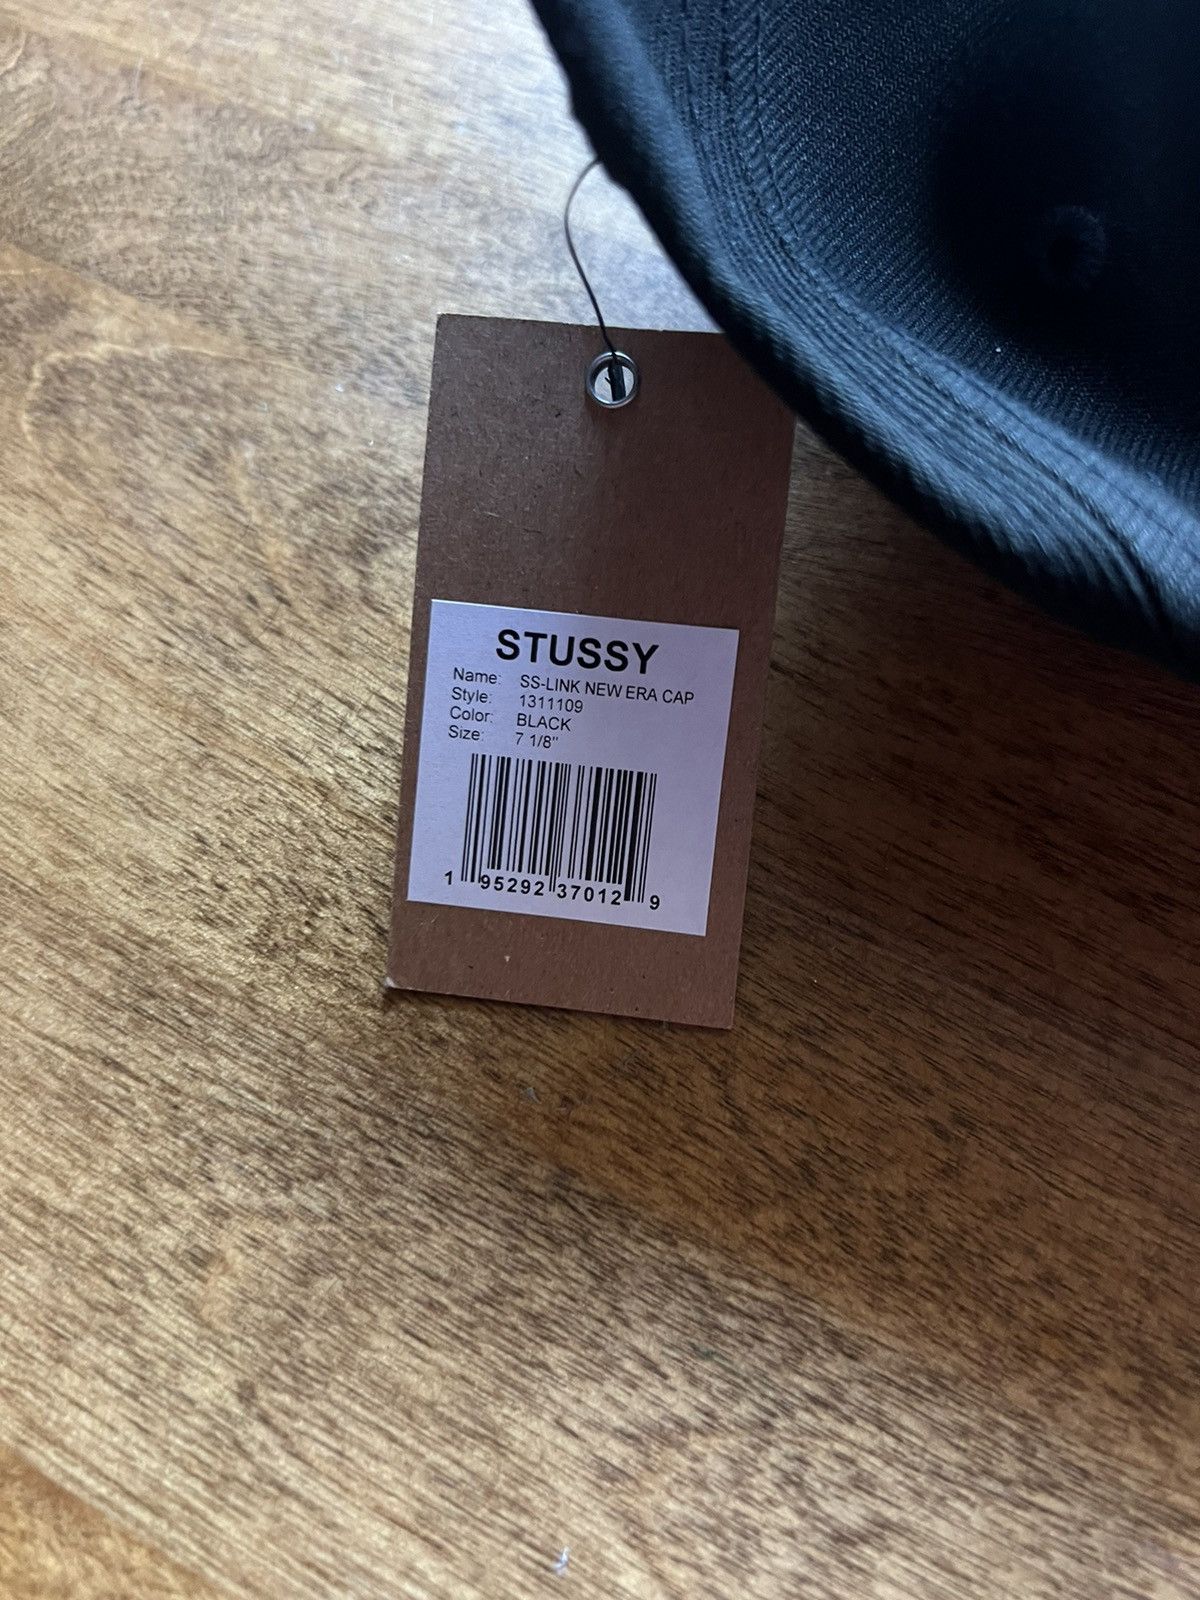 STUSSY
Name: SS-LINK NEW ERA CAP
Style: 1311109
Color: BLACK
Size: 7 1/8"
1 95292 37012 9